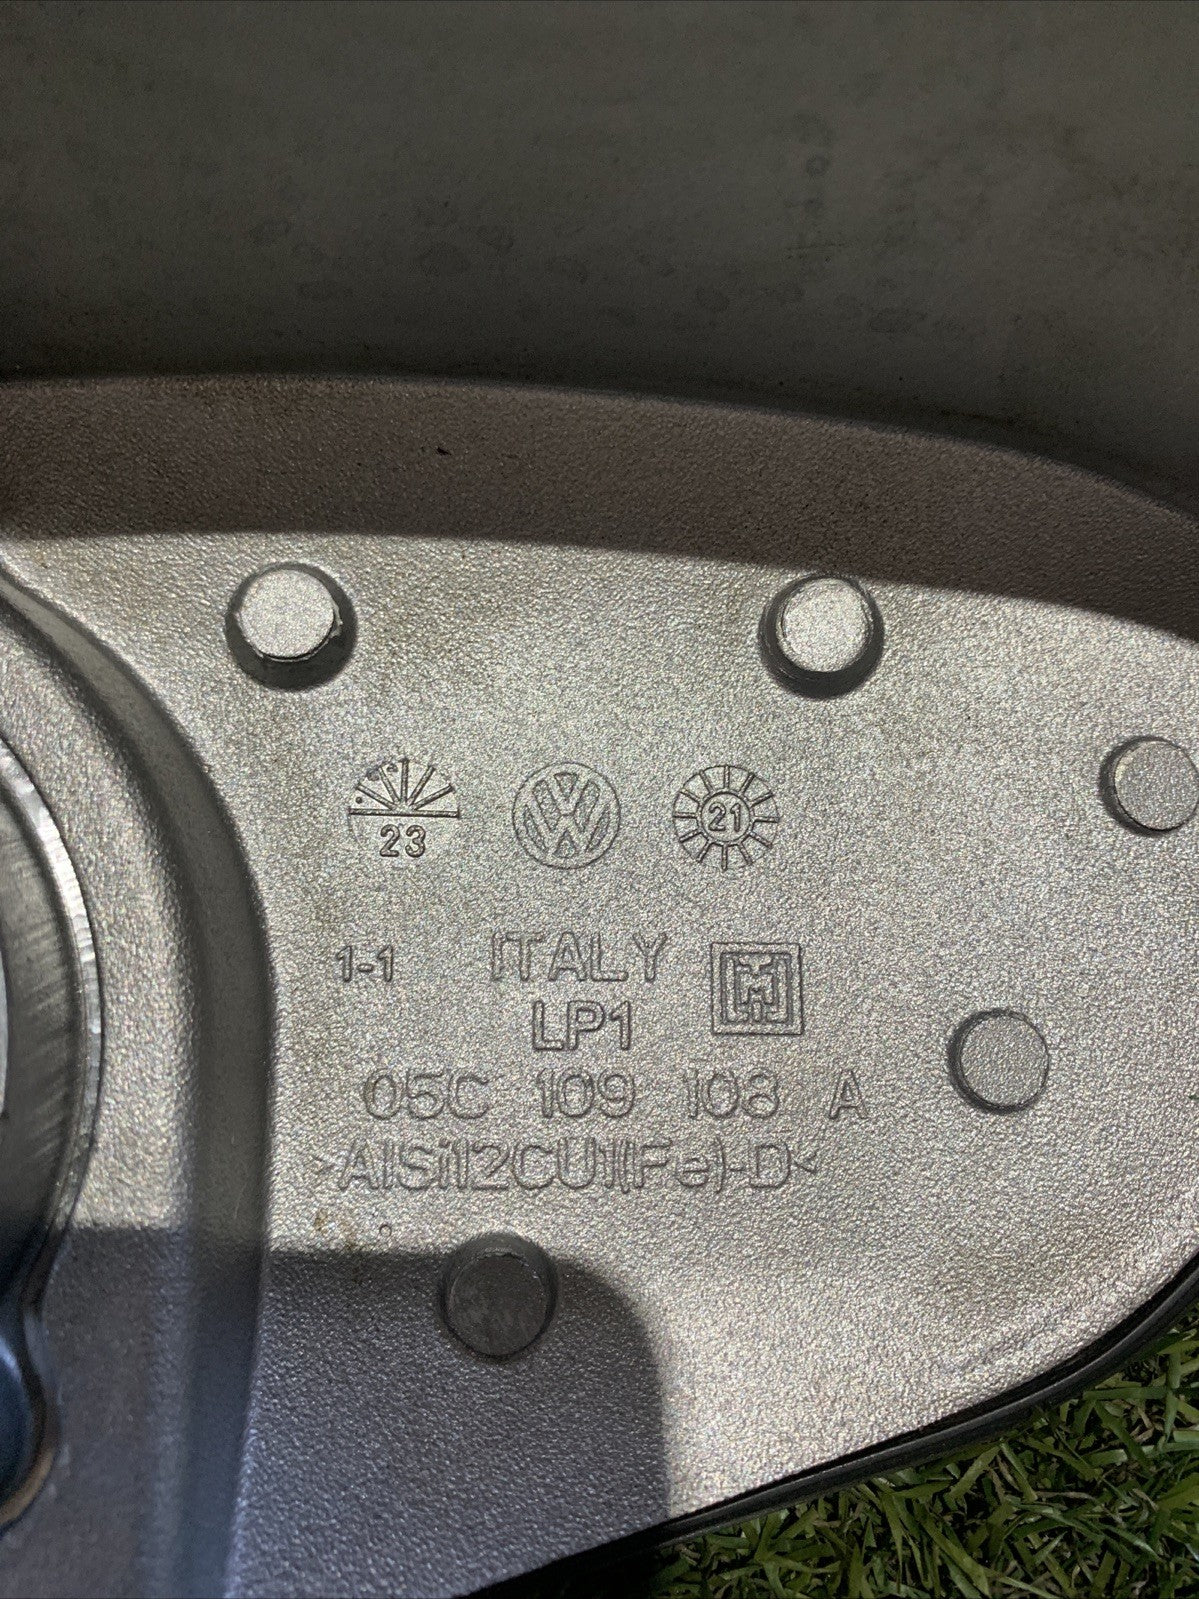 23 21
1-1 ITALY
LP1
05C 109 108 A
>AlSi12CU1(Fe)-D<